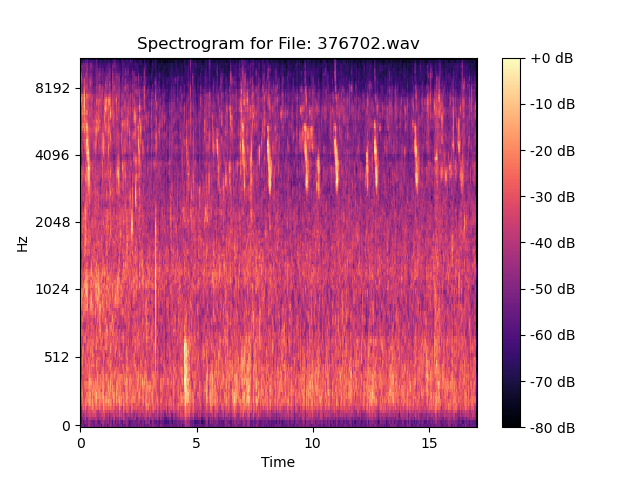 Spectrogram for File: 376702.wav
8192
4096
2048
1024
512
0
Hz
0
5
10
15
Time
+0 dB
-10 dB
-20 dB
-30 dB
-40 dB
-50 dB
-60 dB
-70 dB
-80 dB